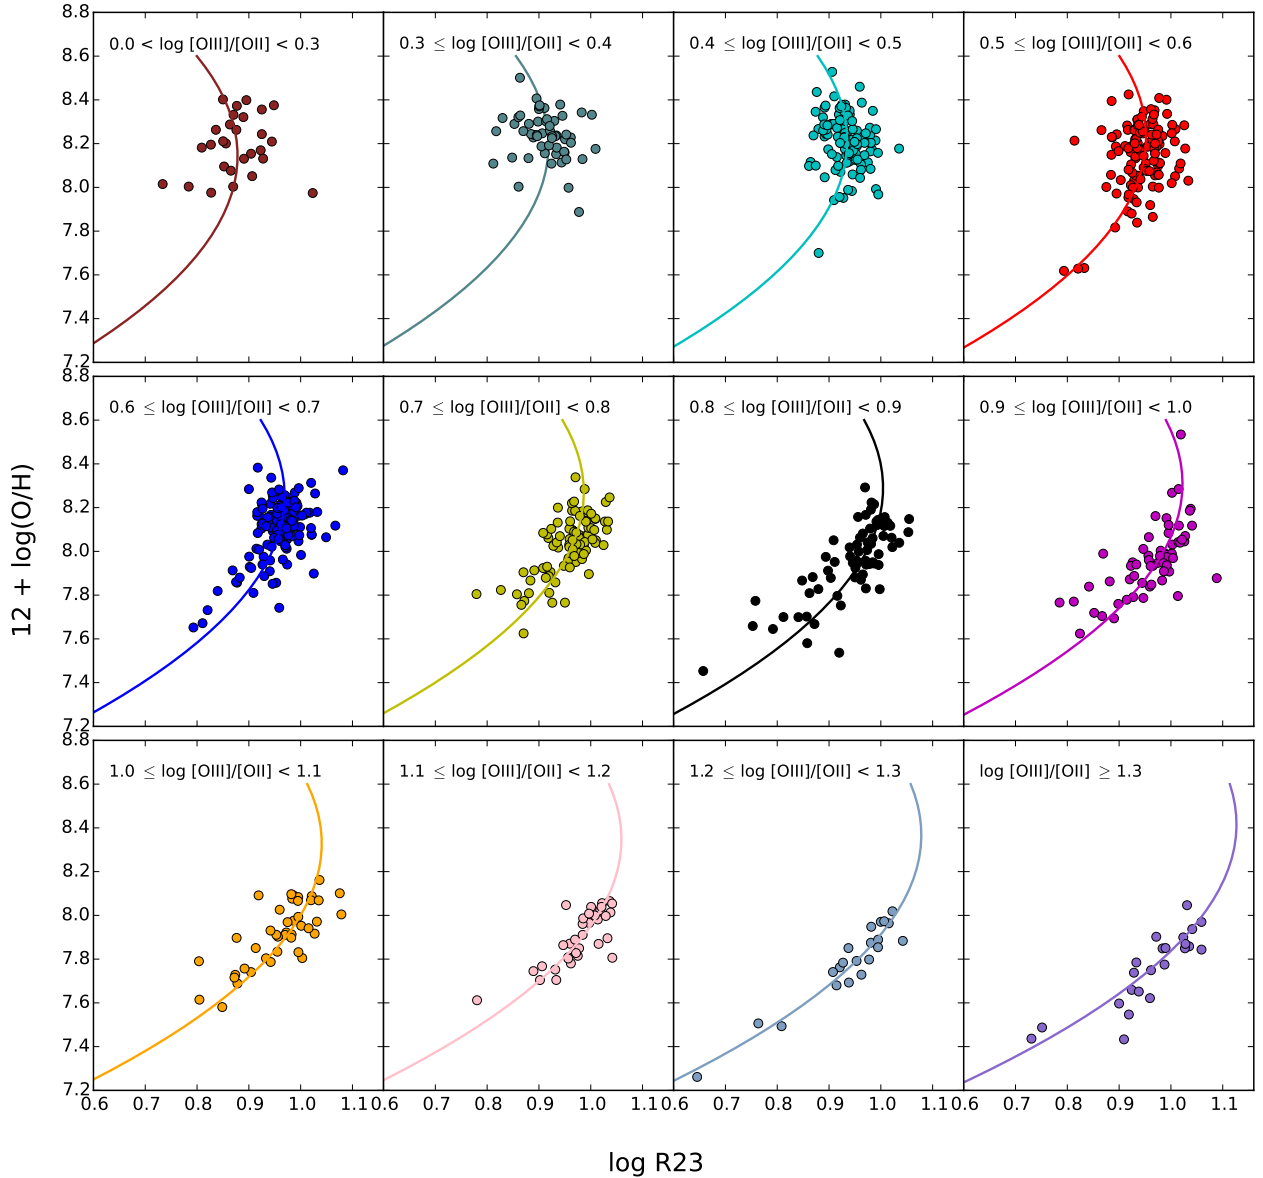 8.8
0.0 < log [OIII]/[OII] < 0.3
0.3 ≤ log [OIII]/[OII] < 0.4
0.4 ≤ log [OIII]/[OII] < 0.5
0.5 ≤ log [OIII]/[OII] < 0.6
8.6
8.4
8.2
8.0
7.8
7.6
7.4
7.2
8.8
0.6 ≤ log [OIII]/[OII] < 0.7
0.7 ≤ log [OIII]/[OII] < 0.8
0.8 ≤ log [OIII]/[OII] < 0.9
0.9 ≤ log [OIII]/[OII] < 1.0
8.6
8.4
8.2
8.0
7.8
7.6
7.4
7.2
12 + log(O/H)
8.8
1.0 ≤ log [OIII]/[OII] < 1.1
1.1 ≤ log [OIII]/[OII] < 1.2
1.2 ≤ log [OIII]/[OII] < 1.3
log [OIII]/[OII] ≥ 1.3
8.6
8.4
8.2
8.0
7.8
7.6
7.4
7.2
0.6 0.7 0.8 0.9 1.0 1.1 0.6 0.7 0.8 0.9 1.0 1.1 0.6 0.7 0.8 0.9 1.0 1.1 0.6 0.7 0.8 0.9 1.0 1.1
log R23